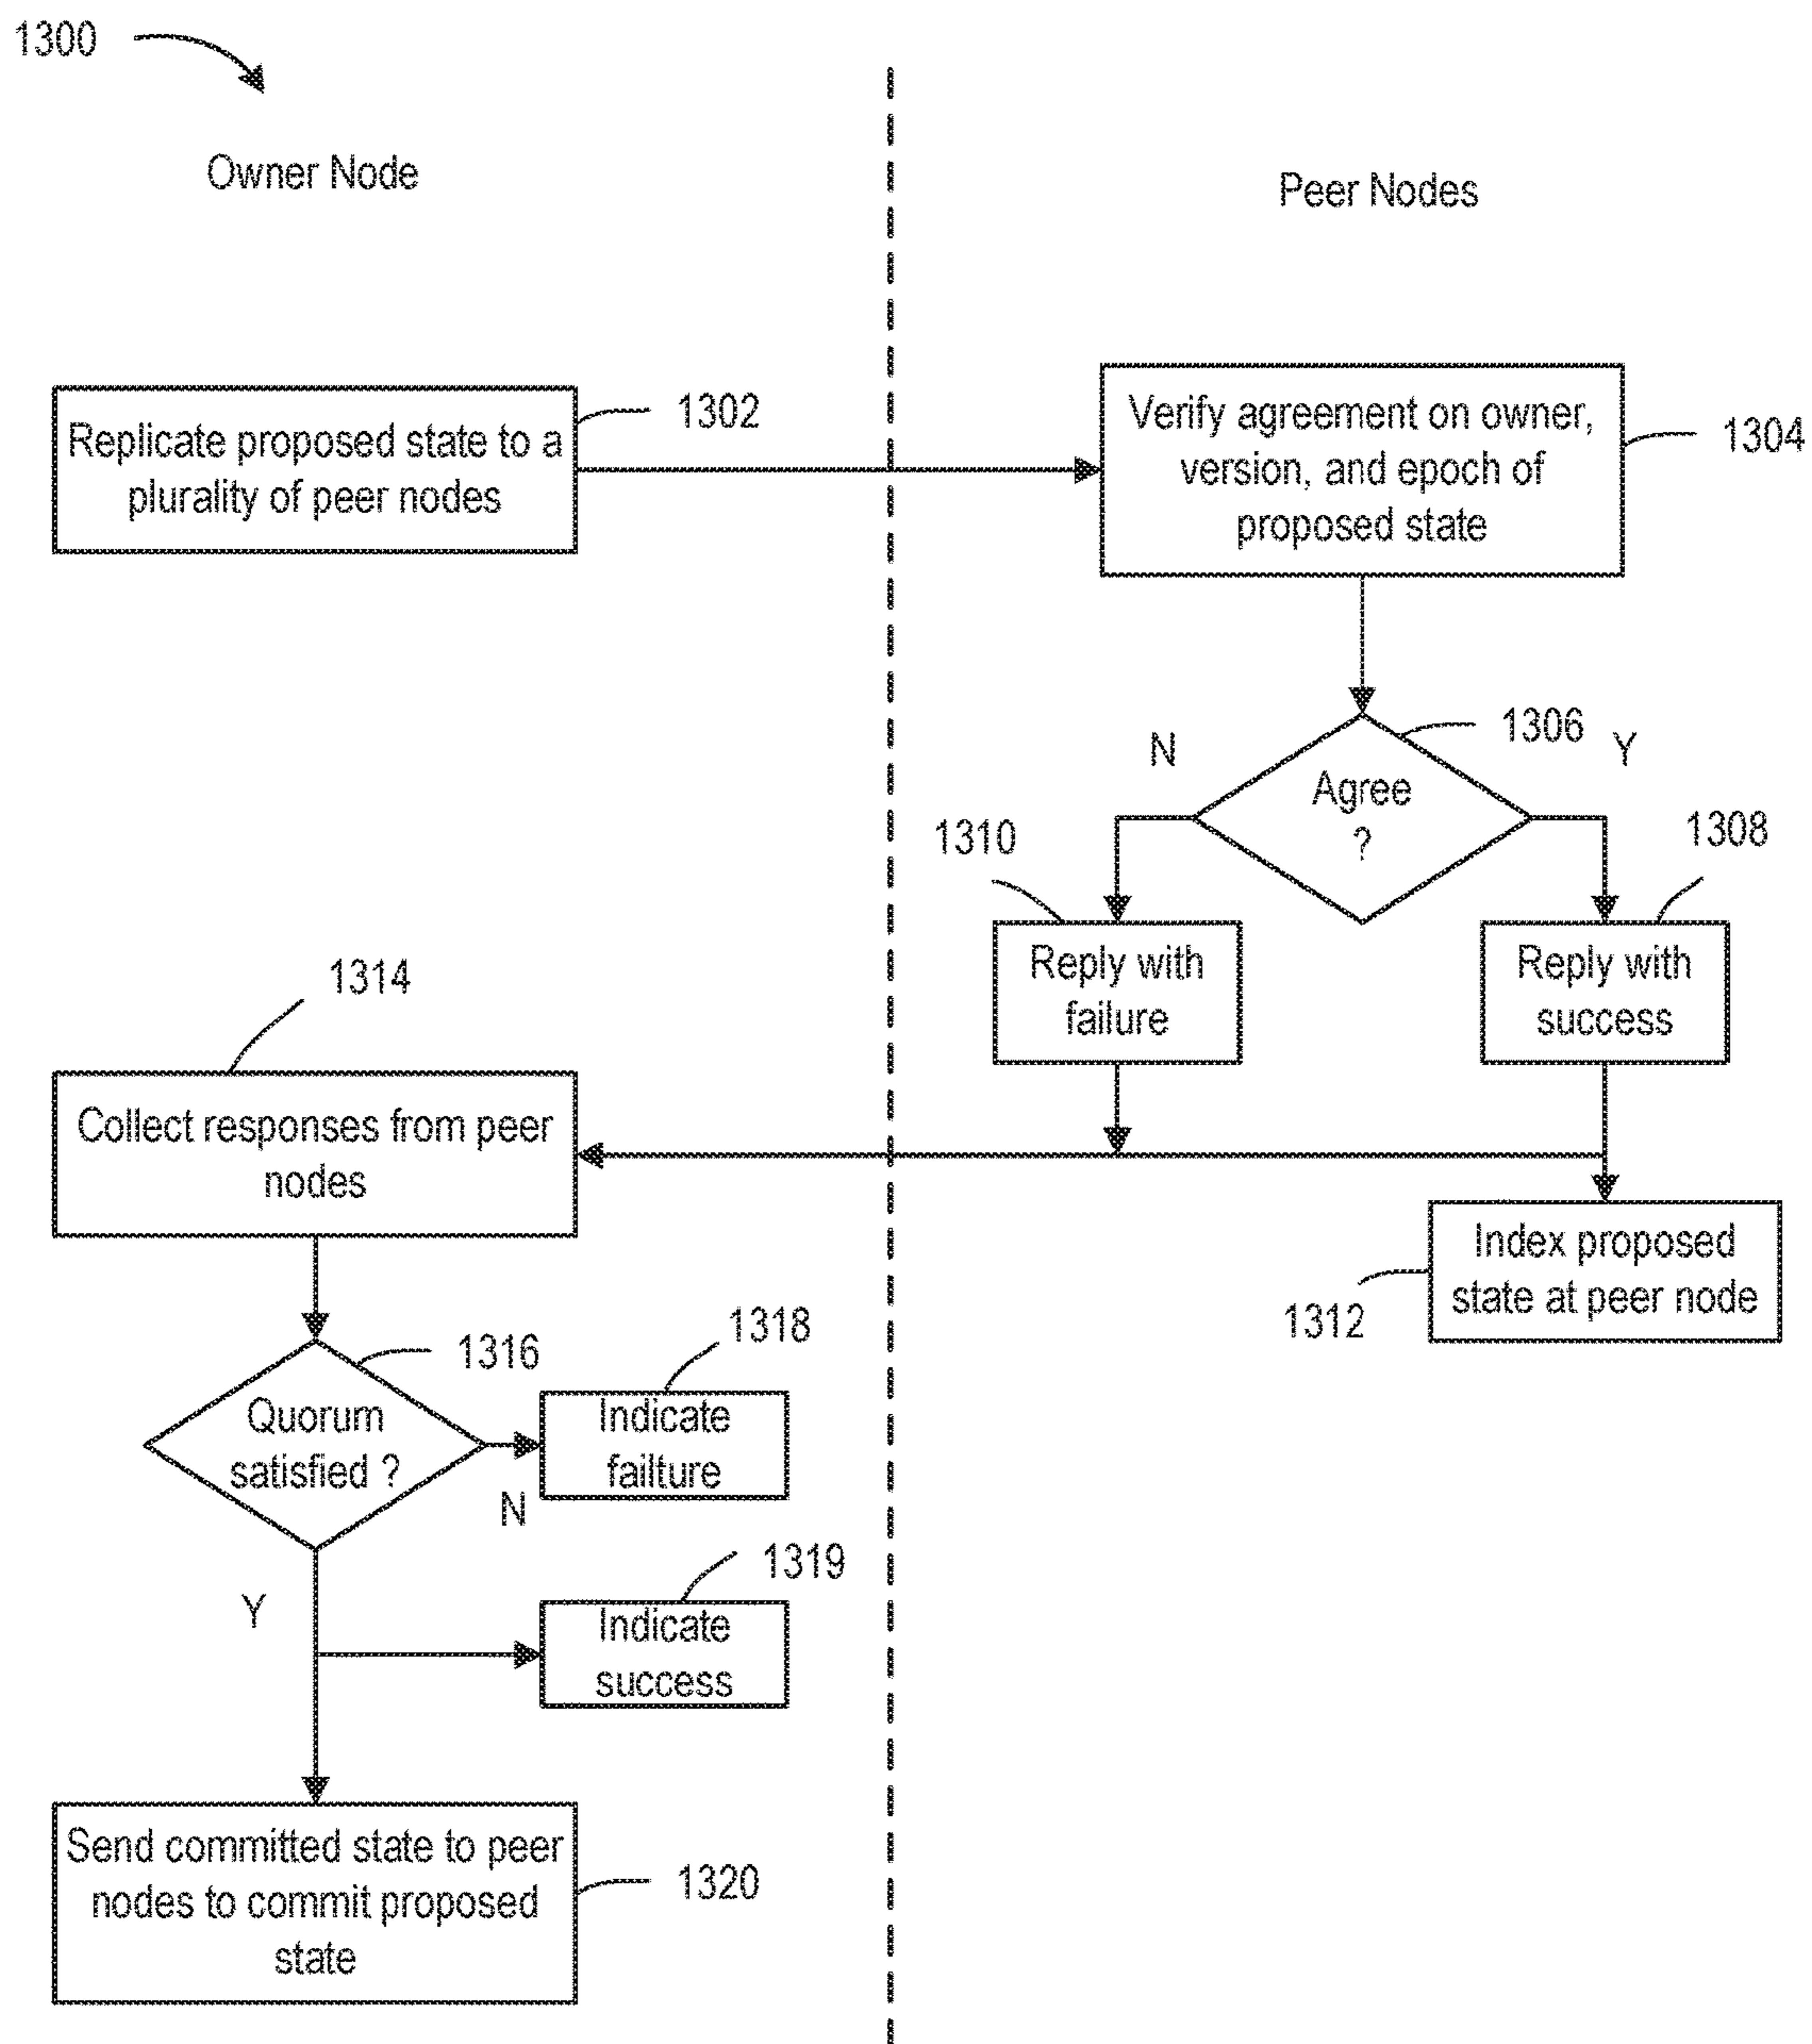 1300
Owner Node
Peer Nodes
Replicate proposed state to a
plurality of peer nodes
1302
Verify agreement on owner,
version, and epoch of
proposed state
1304
1306
N
Y
Agree
?
1310
1308
Reply with
failure
Reply with
success
1314
Collect responses from peer
nodes
Index proposed
state at peer node
1312
1316
1318
Quorum
satisfied ?
Indicate
failture
N
1319
Y
Indicate
success
Send committed state to peer
nodes to commit proposed
state
1320